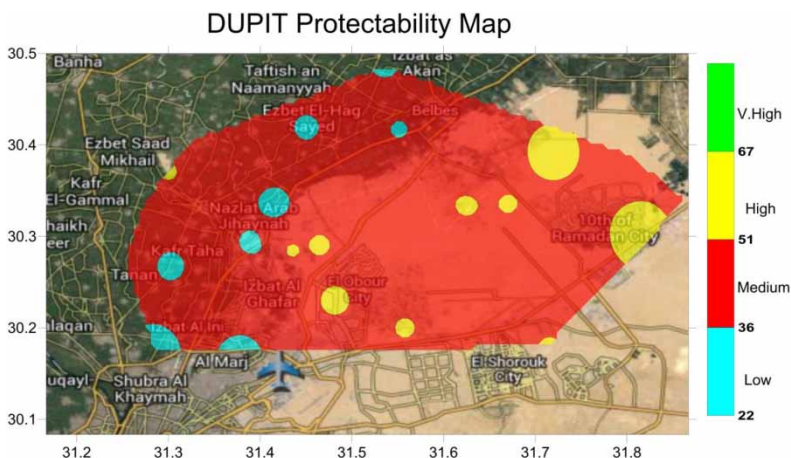 DUPIT Protectability Map
30.5
30.4
30.3
30.2
30.1
31.2
31.3
31.4
31.5
31.6
31.7
31.8
Banha
Taftish an
Naamanyyah
Izbat as
Akan
Ezbet El-Hag
Sayed
Belbes
Ezbet Saad
Mikhail
Kafr
El-Gammal
Nazlat Arab
Jihaynah
10th of
Ramadan City
haikh
eer
Kafr Taha
Tanan
Izbat Al
Ghafar
El Obour
City
alaqan
Izbat Al Ini
Al Marj
El Shorouk
City
uqayl
Shubra Al
Khaymah
V.High
67
High
51
Medium
36
Low
22